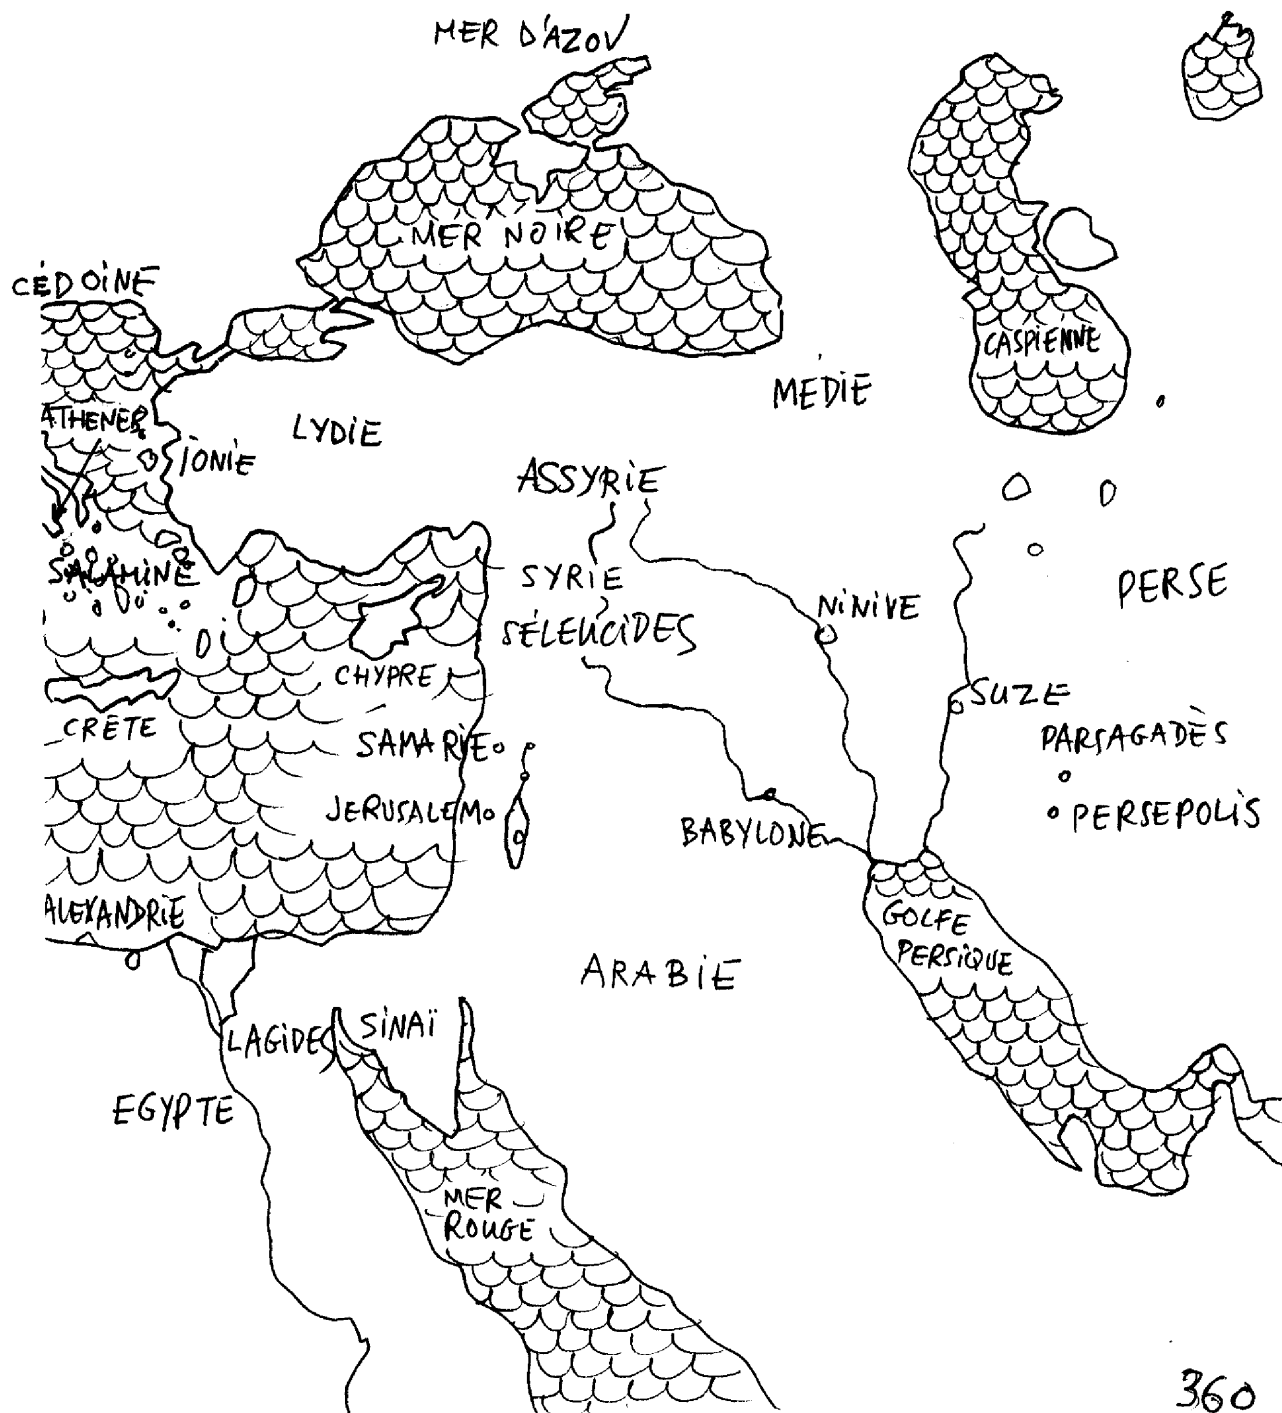 MER D'AZOV
MER NOIRE
CÉDOINE
CASPIENNE
MÉDIE
ATHENES
LYDIE
IONIE
ASSYRIE
SALAMINE
SYRIE
PERSE
NINIVE
SÉLEUCIDES
CHYPRE
SUZE
CRÊTE
SAMARIE
PARSAGADÈS
JERUSALEM
PERSEPOLIS
BABYLONE
ALEXANDRIE
GOLFE
PERSIQUE
ARABIE
LAGIDES
SINAÏ
EGYPTE
MER
ROUGE
360